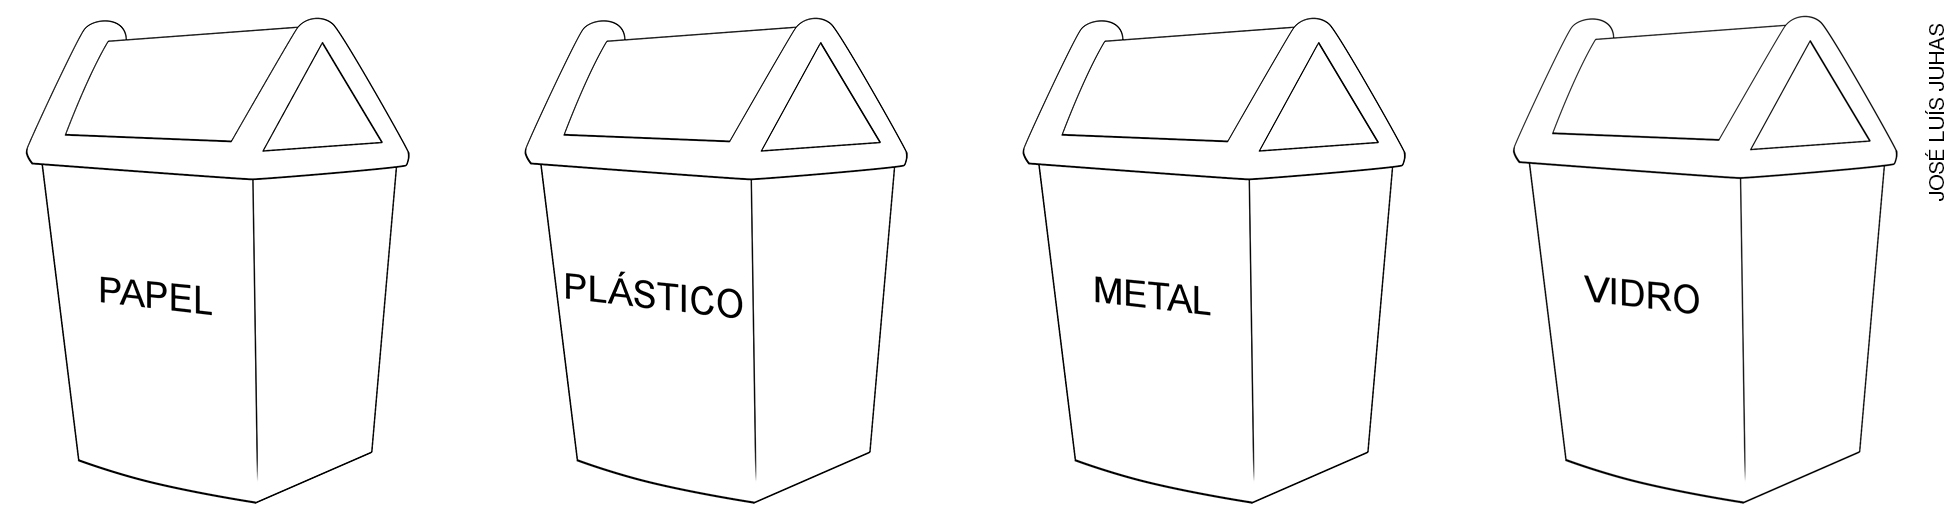 PAPEL
PLÁSTICO
METAL
VIDRO
JOSÉ LUÍS JUHAS